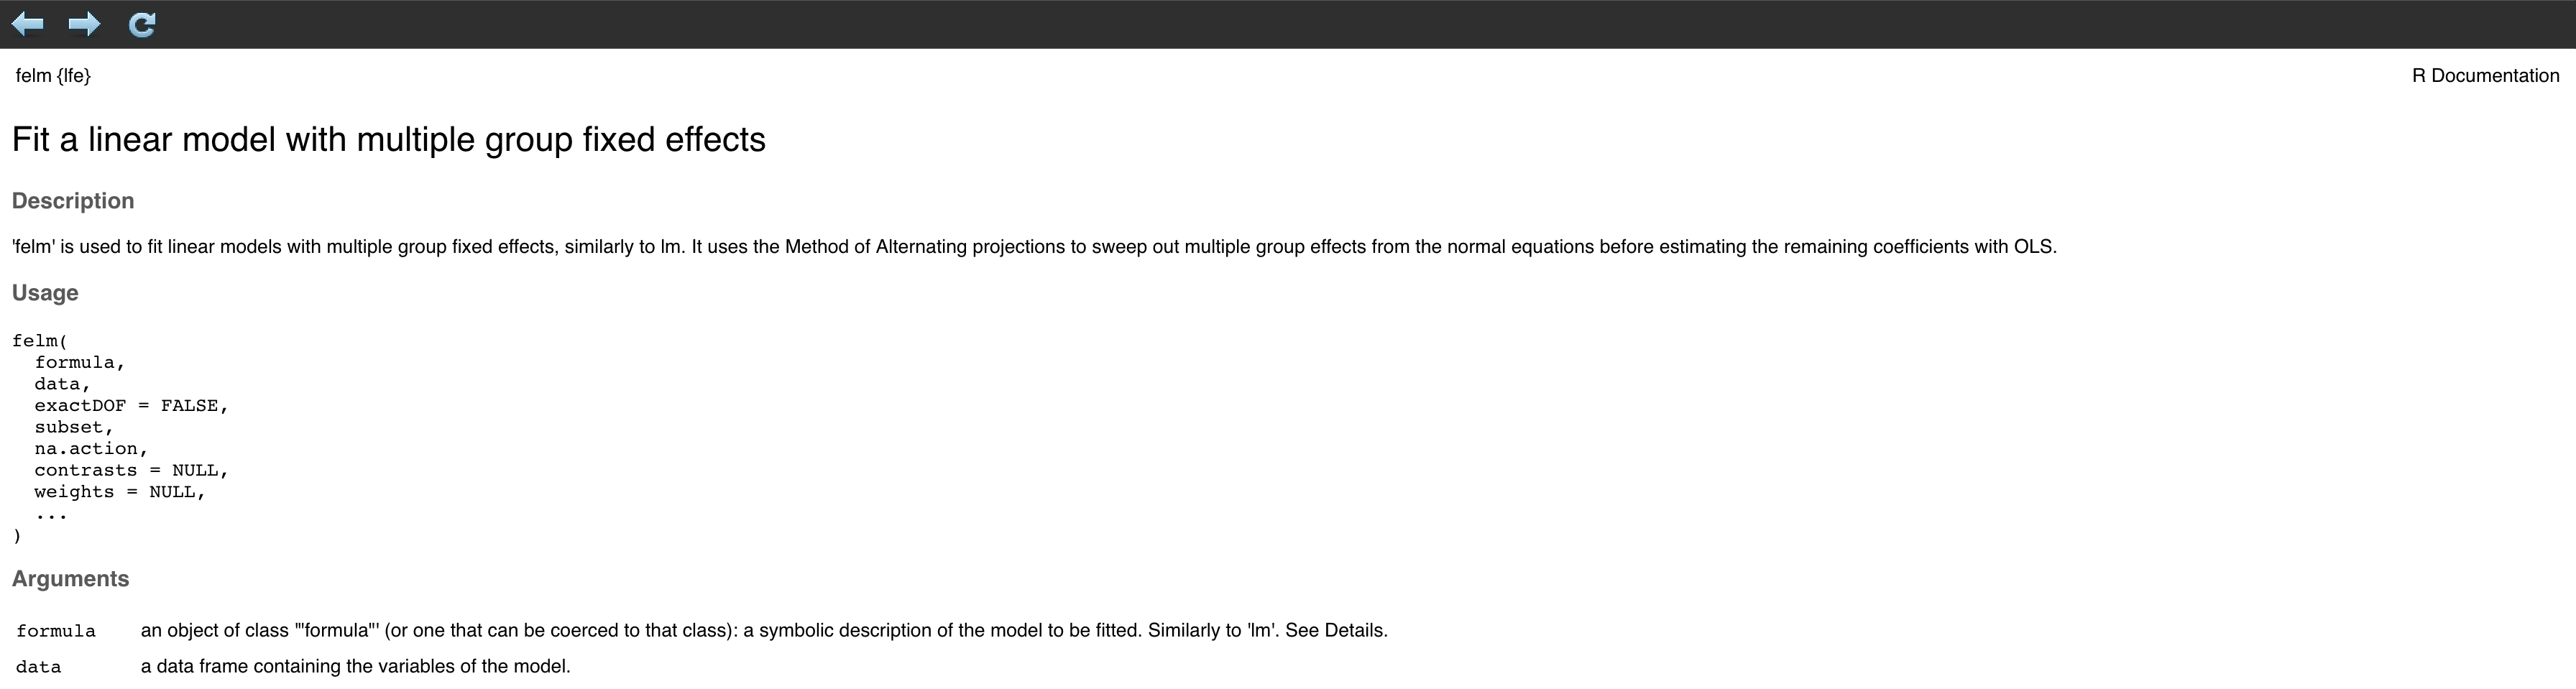 felm {lfe}
R Documentation
Fit a linear model with multiple group fixed effects
Description
'felm' is used to fit linear models with multiple group fixed effects, similarly to lm. It uses the Method of Alternating projections to sweep out multiple group effects from the normal equations before estimating the remaining coefficients with OLS.
Usage
felm(
  formula,
  data,
  exactDOF = FALSE,
  subset,
  na.action,
  contrasts = NULL,
  weights = NULL,
  ...
)
Arguments
formula an object of class '"formula"' (or one that can be coerced to that class): a symbolic description of the model to be fitted. Similarly to 'lm'. See Details.
data a data frame containing the variables of the model.